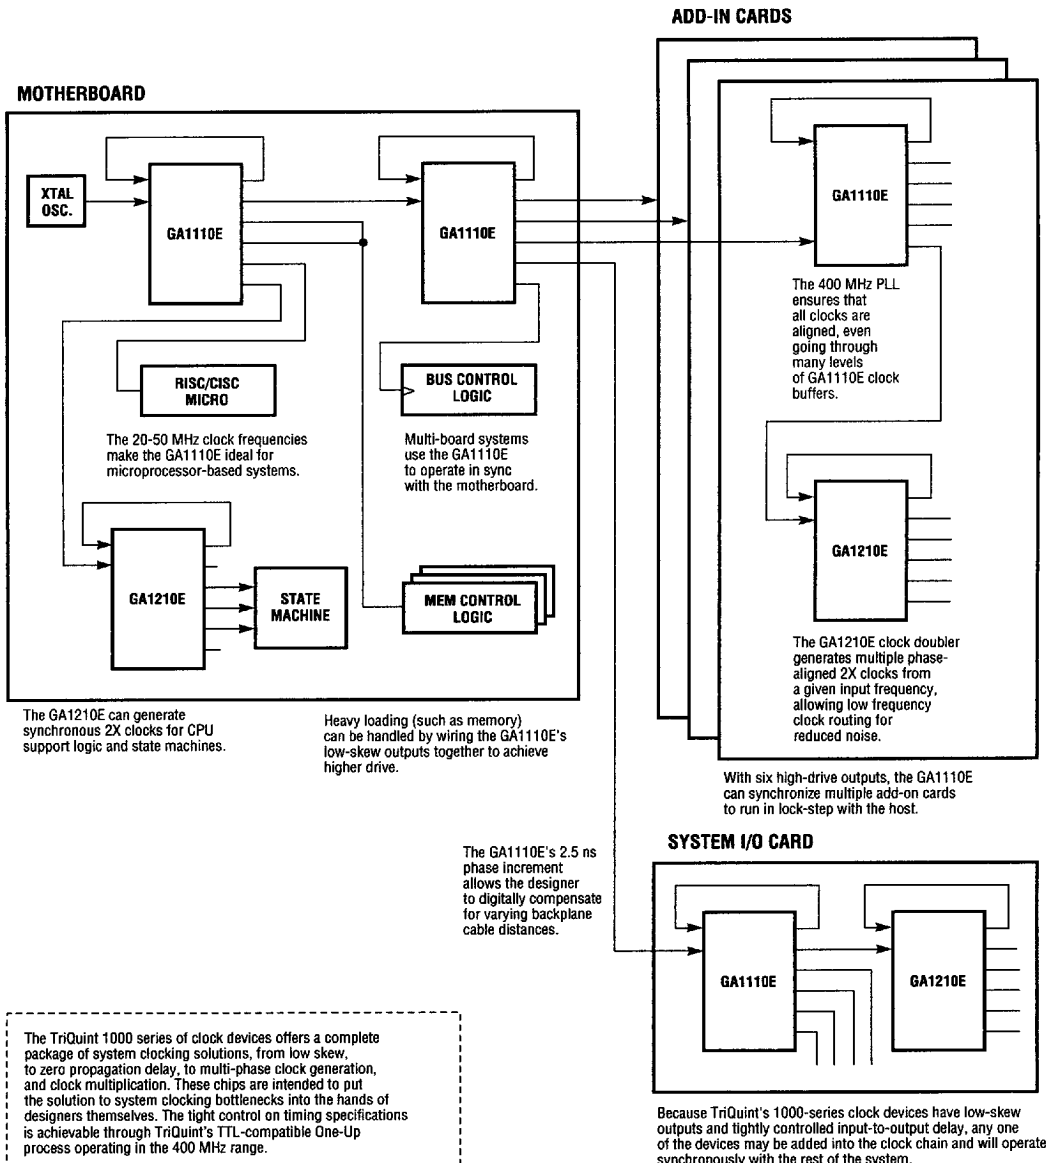 ADD-IN CARDS
MOTHERBOARD
XTAL
OSC.
GA1110E
GA1110E
GA1110E
The 400 MHz PLL
ensures that
all clocks are
aligned, even
going through
many levels
of GA1110E clock
buffers.
RISC/CISC
MICRO
BUS CONTROL
LOGIC
The 20-50 MHz clock frequencies
make the GA1110E ideal for
microprocessor-based systems.
Multi-board systems
use the GA1110E
to operate in sync
with the motherboard.
GA1210E
GA1210E
STATE
MACHINE
MEM CONTROL
LOGIC
The GA1210E clock doubler
generates multiple phase-
aligned 2X clocks from
a given input frequency,
allowing low frequency
clock routing for
reduced noise.
The GA1210E can generate
synchronous 2X clocks for CPU
support logic and state machines.
Heavy loading (such as memory)
can be handled by wiring the GA1110E's
low-skew outputs together to achieve
higher drive.
With six high-drive outputs, the GA1110E
can synchronize multiple add-on cards
to run in lock-step with the host.
SYSTEM I/O CARD
The GA1110E's 2.5 ns
phase increment
allows the designer
to digitally compensate
for varying backplane
cable distances.
GA1110E
GA1210E
The TriQuint 1000 series of clock devices offers a complete
package of system clocking solutions, from low skew,
to zero propagation delay, to multi-phase clock generation,
and clock multiplication. These chips are intended to put
the solution to system clocking bottlenecks into the hands of
designers themselves. The tight control on timing specifications
is achievable through TriQuint's TTL-compatible One-Up
process operating in the 400 MHz range.
Because TriQuint's 1000-series clock devices have low-skew
outputs and tightly controlled input-to-output delay, any one
of the devices may be added into the clock chain and will operate
synchronously with the rest of the system.